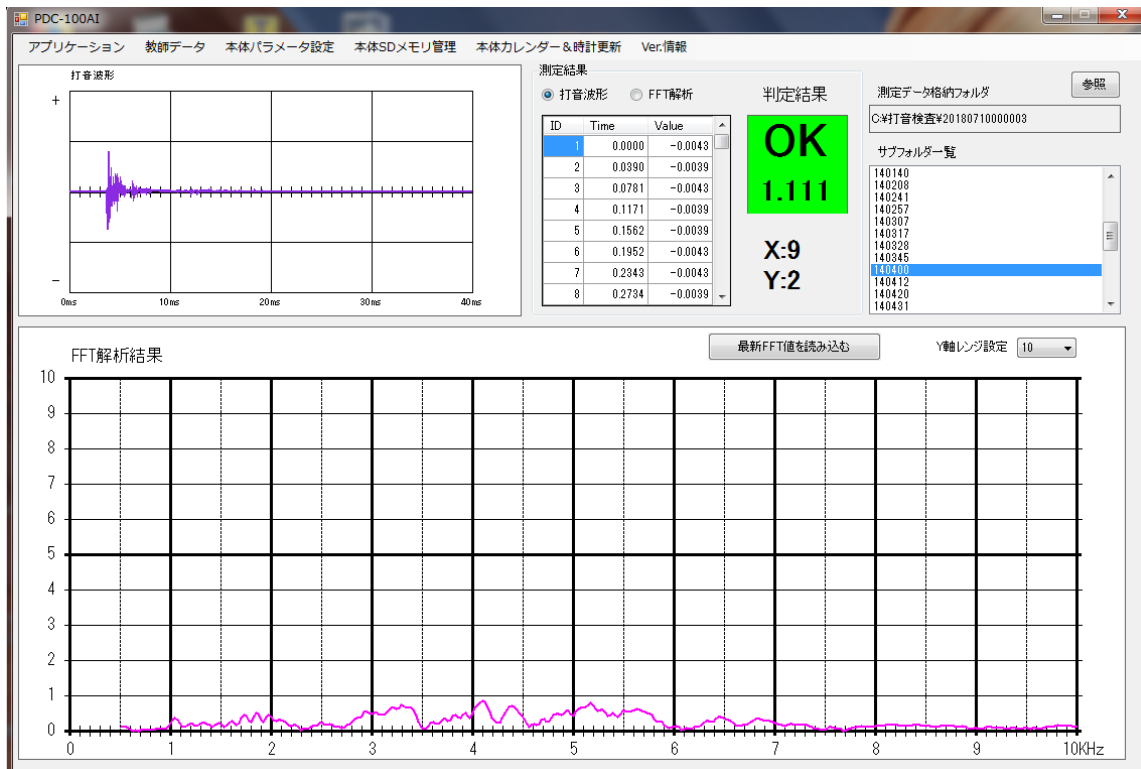 PDC-100AI
アプリケーション 教師データ 本体パラメータ設定 本体SDメモリ管理 本体カレンダー＆時計更新 Ver.情報
打音波形
+
−
0ms 10ms 20ms 30ms 40ms
測定結果
打音波形 FFT解析
ID Time Value
1 0.0000 -0.0043
2 0.0390 -0.0039
3 0.0781 -0.0043
4 0.1171 -0.0039
5 0.1562 -0.0039
6 0.1952 -0.0043
7 0.2343 -0.0043
8 0.2734 -0.0039
判定結果
OK
1.111
X:9
Y:2
測定データ格納フォルダ 参照
C:¥打音検査¥20180710000003
サブフォルダ一覧
140140
140208
140241
140257
140307
140317
140328
140345
140400
140412
140420
140431
FFT解析結果 最新FFT値を読み込む Y軸レンジ設定 10
10
9
8
7
6
5
4
3
2
1
0
0 1 2 3 4 5 6 7 8 9 10KHz